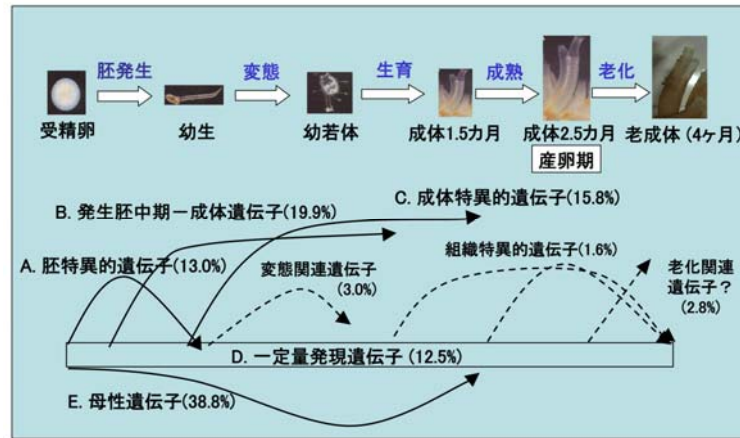 胚発生 変態 生育 成熟 老化
受精卵 幼生 幼若体 成体1.5カ月 成体2.5カ月 老成体 (4ヶ月)
産卵期
C. 成体特異的遺伝子(15.8%)
B. 発生胚中期－成体遺伝子(19.9%)
組織特異的遺伝子(1.6%)
A. 胚特異的遺伝子(13.0%)
変態関連遺伝子
(3.0%)
老化関連
遺伝子？
(2.8%)
D. 一定量発現遺伝子 (12.5%)
E. 母性遺伝子(38.8%)